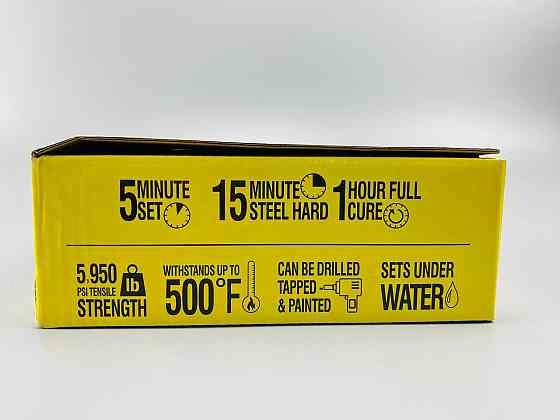 5 MINUTE SET
15 MINUTE STEEL HARD
1 HOUR FULL CURE
5,950 PSI TENSILE STRENGTH
lb
WITHSTANDS UP TO 500°F
CAN BE DRILLED TAPPED & PAINTED
SETS UNDER WATER